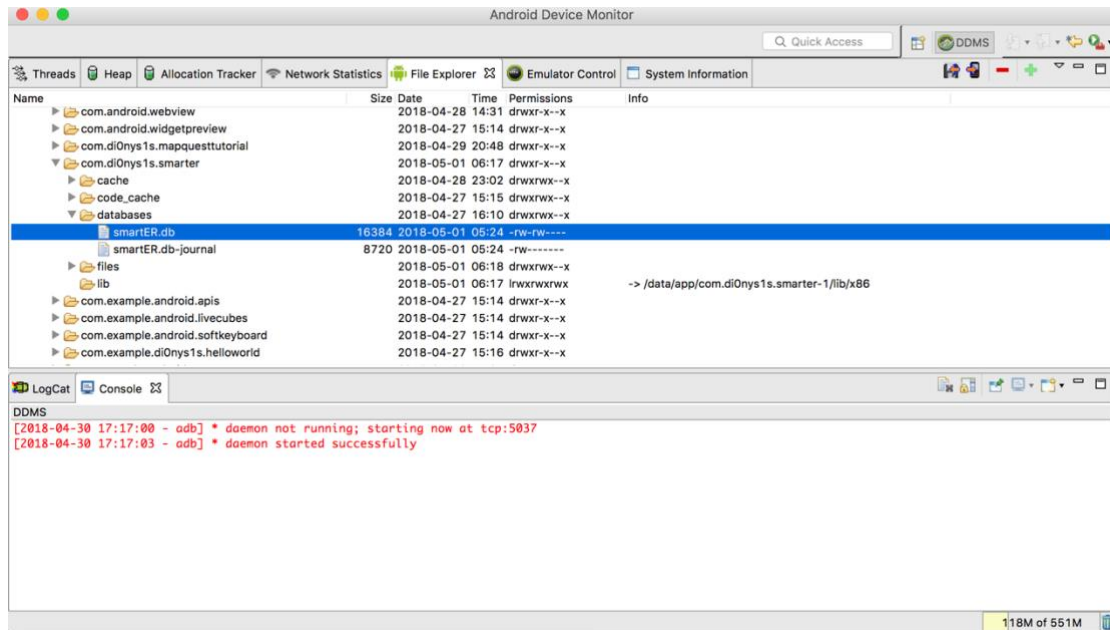 Android Device Monitor
Quick Access
DDMS
Threads Heap Allocation Tracker Network Statistics File Explorer Emulator Control System Information
Name Size Date Time Permissions Info
com.android.webview 2018-04-28 14:31 drwxr-x--x
com.android.widgetpreview 2018-04-27 15:14 drwxr-x--x
com.di0nys1s.mapquesttutorial 2018-04-29 20:48 drwxr-x--x
com.di0nys1s.smarter 2018-05-01 06:17 drwxr-x--x
cache 2018-04-28 23:02 drwxrwx--x
code_cache 2018-04-27 15:15 drwxrwx--x
databases 2018-04-27 16:10 drwxrwx--x
smartER.db 16384 2018-05-01 05:24 -rw-rw----
smartER.db-journal 8720 2018-05-01 05:24 -rw-------
files 2018-05-01 06:18 drwxrwx--x
lib 2018-05-01 06:17 lrwxrwxrwx -> /data/app/com.di0nys1s.smarter-1/lib/x86
com.example.android.apis 2018-04-27 15:14 drwxr-x--x
com.example.android.livecubes 2018-04-27 15:14 drwxr-x--x
com.example.android.softkeyboard 2018-04-27 15:14 drwxr-x--x
com.example.di0nys1s.helloworld 2018-04-27 15:16 drwxr-x--x
LogCat Console
DDMS
[2018-04-30 17:17:00 - adb] * daemon not running; starting now at tcp:5037
[2018-04-30 17:17:03 - adb] * daemon started successfully
118M of 551M